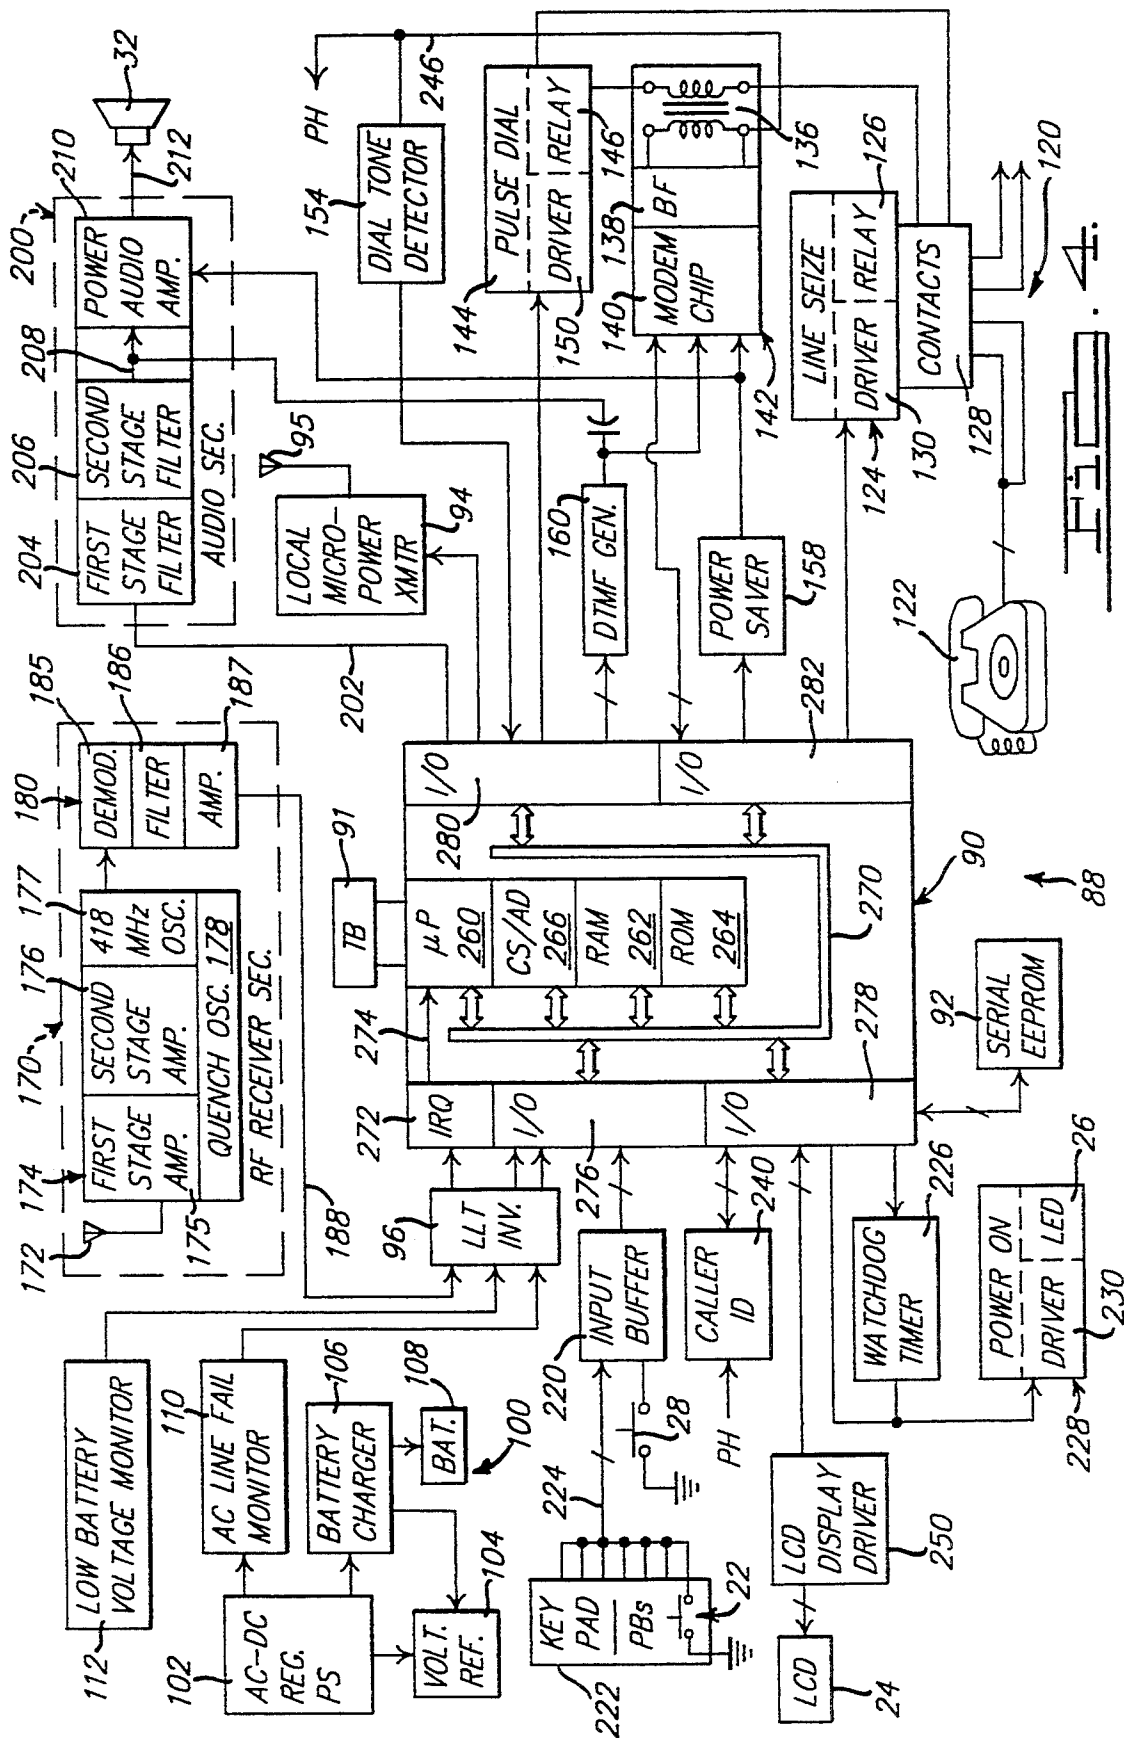 112
LOW BATTERY
VOLTAGE MONITOR
110
AC LINE FAIL
MONITOR
102
AC-DC
REG.
PS
106
BATTERY
CHARGER
108
BAT.
100
104
VOLT.
REF.
172
174
170
176
177
FIRST
STAGE
AMP.
SECOND
STAGE
AMP.
418
MHz
OSC.
175
QUENCH OSC. 178
RF RECEIVER SEC.
180
185
DEMOD.
186
FILTER
187
AMP.
188
204
206
208
200
210
FIRST
STAGE
FILTER
SECOND
STAGE
FILTER
POWER
AUDIO
AMP.
AUDIO SEC.
212
32
202
LOCAL
MICRO-
POWER
XMTR
94
95
PH
154
DIAL TONE
DETECTOR
246
144
PULSE DIAL
DRIVER
RELAY
150
146
140
138
MODEM
CHIP
BF
136
142
160
DTMF GEN.
POWER
SAVER
158
LINE SEIZE
DRIVER
RELAY
126
124
130
CONTACTS
128
120
122
96
LLT
INV.
272
IRQ
274
91
TB
μP
260
CS/AD
266
RAM
262
ROM
264
I/O
276
I/O
278
270
280
I/O
I/O
282
90
88
92
SERIAL
EEPROM
220
INPUT
BUFFER
224
28
222
KEY
PAD
PBs
22
CALLER
ID
240
PH
LCD
DISPLAY
DRIVER
250
LCD
24
WATCHDOG
TIMER
226
POWER ON
DRIVER
LED
26
228
230
Fig. 4.